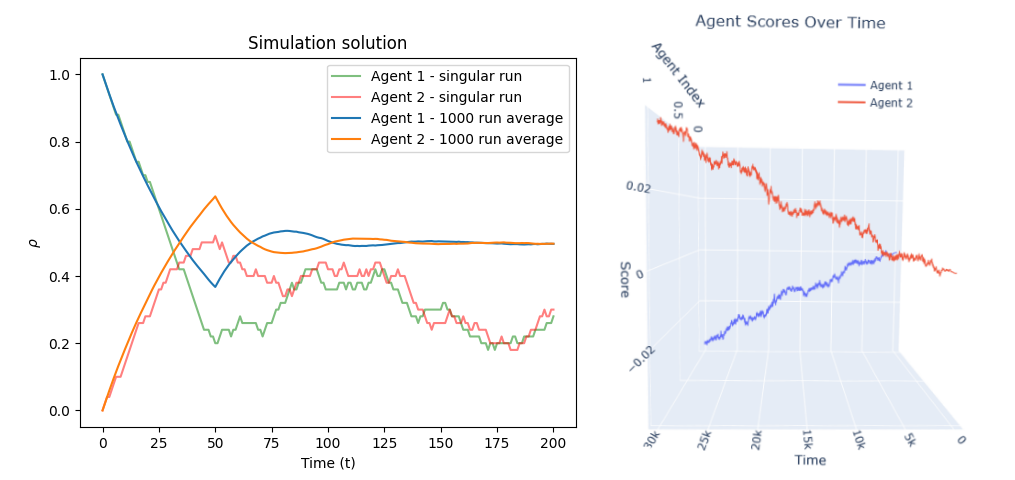 Simulation solution
Agent 1 - singular run
Agent 2 - singular run
Agent 1 - 1000 run average
Agent 2 - 1000 run average
1.0
0.8
0.6
0.4
0.2
0.0
ρ
0 25 50 75 100 125 150 175 200
Time (t)
Agent Scores Over Time
Agent 1
Agent 2
Agent Index
1
0.5
0
0.02
0
−0.02
Score
30k 25k 20k 15k 10k 5k 0
Time